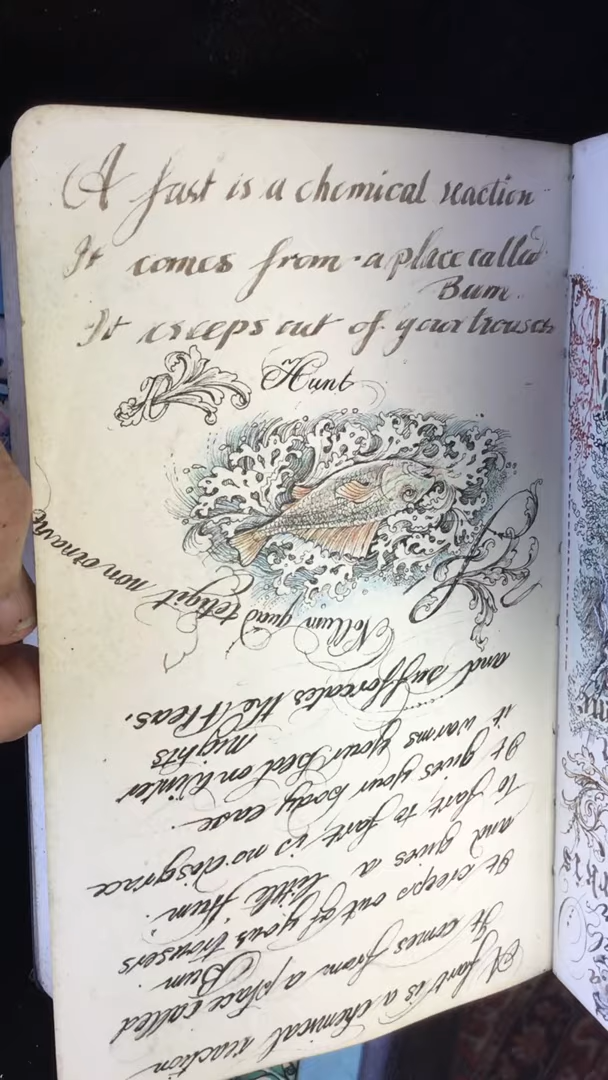 A fast is a chemical reaction
It comes from a place called
Bum.
It creeps out of your trousers
Hunt
Nullum quod tetigit non ornavit
A fart is a chemical reaction
It comes from a place called
Bum.
It creeps out of your trousers
and gives a little Hum.
To fart, to fart, is no disgrace
It gives your body ease.
it warms your bed on Winter
nights
and suffocates the Fleas.